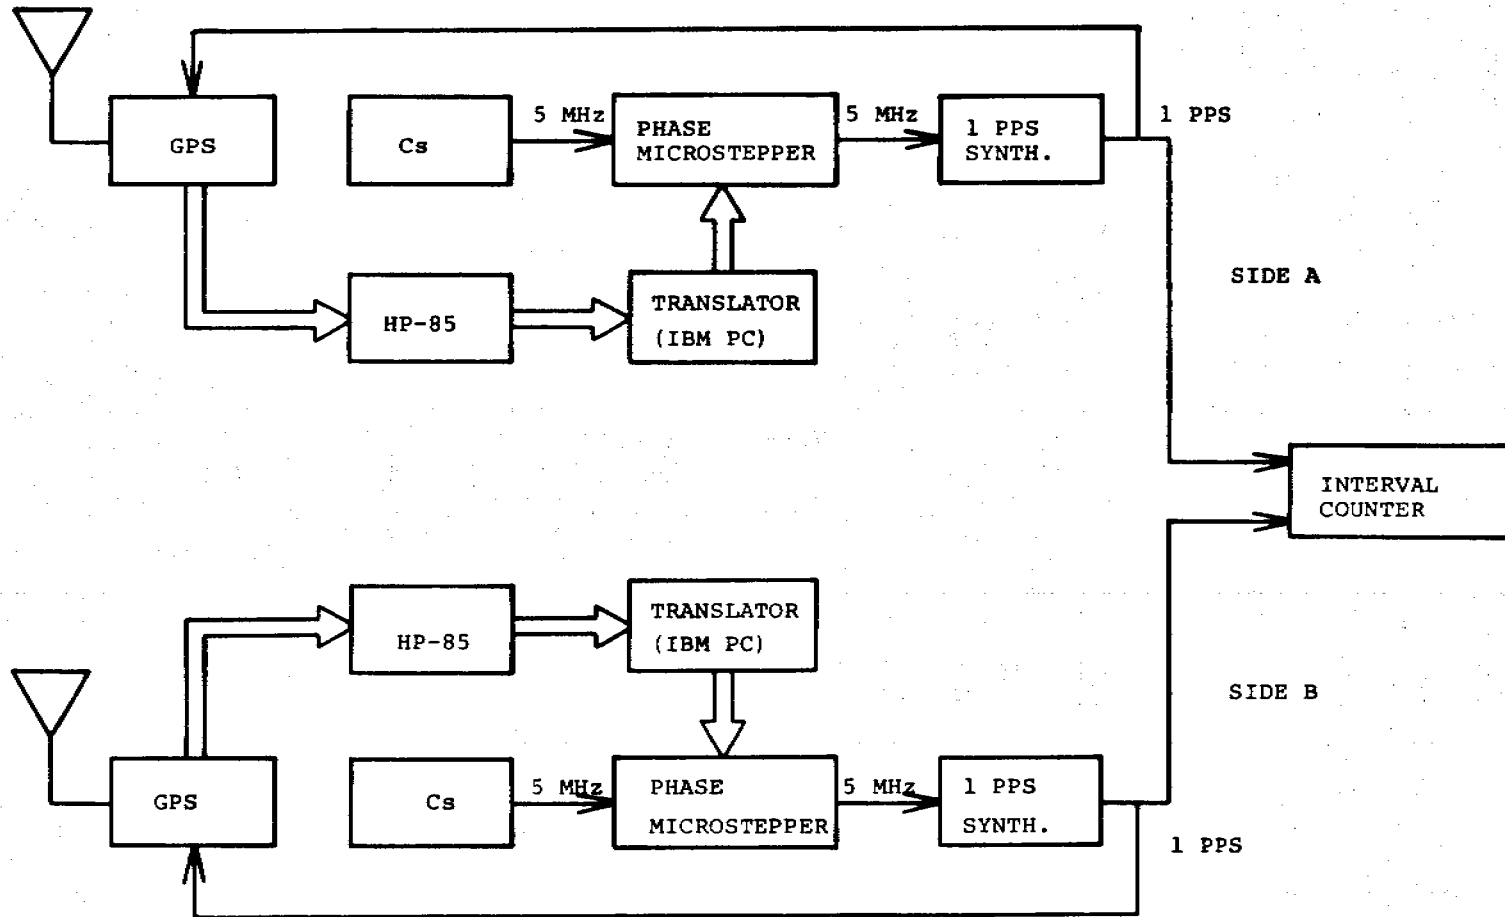 5 MHz
5 MHz
1 PPS
GPS
Cs
PHASE
MICROSTEPPER
1 PPS
SYNTH.
SIDE A
HP-85
TRANSLATOR
(IBM PC)
INTERVAL
COUNTER
HP-85
TRANSLATOR
(IBM PC)
SIDE B
GPS
Cs
5 MHz
PHASE
MICROSTEPPER
5 MHz
1 PPS
SYNTH.
1 PPS